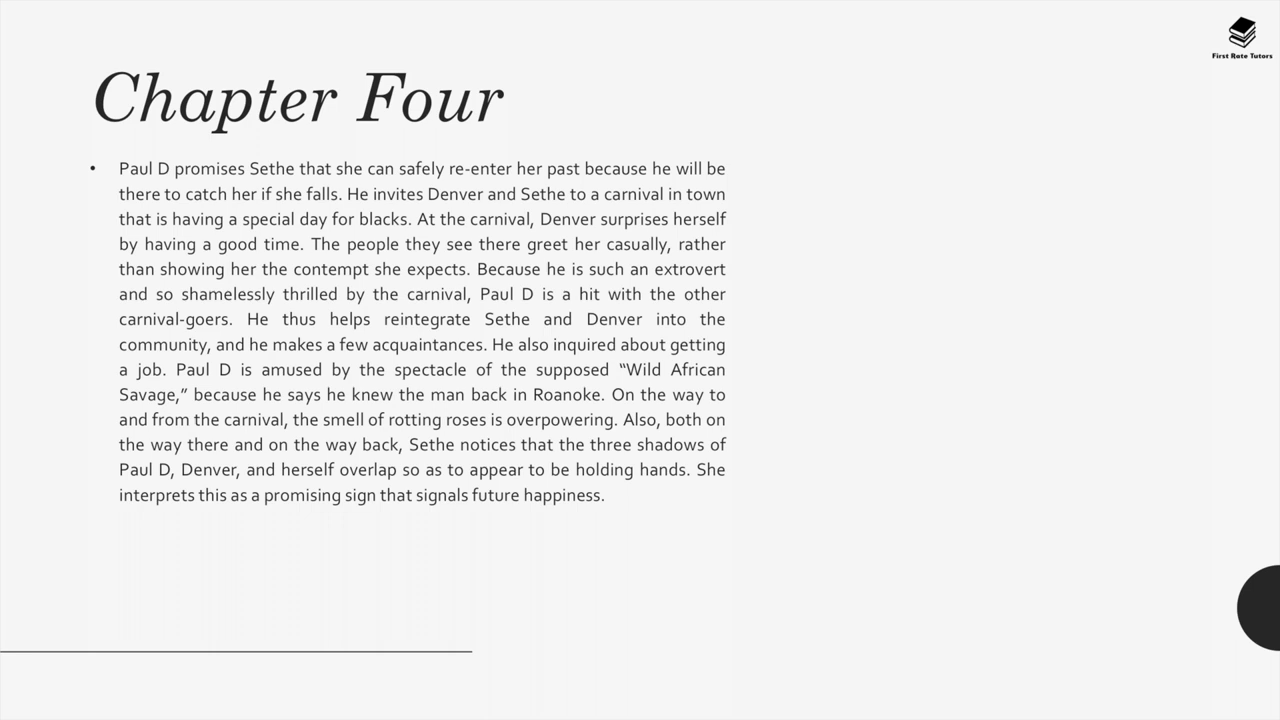 First Rate Tutors
Chapter Four
• Paul D promises Sethe that she can safely re-enter her past because he will be
there to catch her if she falls. He invites Denver and Sethe to a carnival in town
that is having a special day for blacks. At the carnival, Denver surprises herself
by having a good time. The people they see there greet her casually, rather
than showing her the contempt she expects. Because he is such an extrovert
and so shamelessly thrilled by the carnival, Paul D is a hit with the other
carnival-goers. He thus helps reintegrate Sethe and Denver into the
community, and he makes a few acquaintances. He also inquired about getting
a job. Paul D is amused by the spectacle of the supposed “Wild African
Savage,” because he says he knew the man back in Roanoke. On the way to
and from the carnival, the smell of rotting roses is overpowering. Also, both on
the way there and on the way back, Sethe notices that the three shadows of
Paul D, Denver, and herself overlap so as to appear to be holding hands. She
interprets this as a promising sign that signals future happiness.